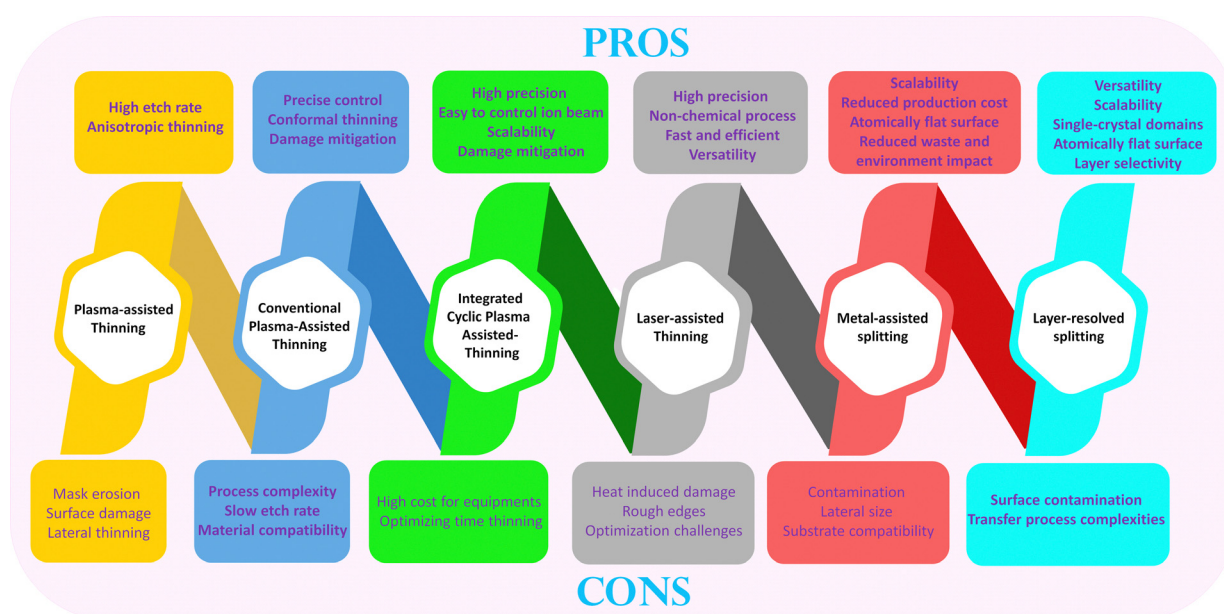 PROS
High etch rate
Anisotropic thinning
Precise control
Conformal thinning
Damage mitigation
High precision
Easy to control ion beam
Scalability
Damage mitigation
High precision
Non-chemical process
Fast and efficient
Versatility
Scalability
Reduced production cost
Atomically flat surface
Reduced waste and
environment impact
Versatility
Scalability
Single-crystal domains
Atomically flat surface
Layer selectivity
Plasma-assisted
Thinning
Conventional
Plasma-Assisted
Thinning
Integrated
Cyclic Plasma
Assisted-
Thinning
Laser-assisted
Thinning
Metal-assisted
splitting
Layer-resolved
splitting
Mask erosion
Surface damage
Lateral thinning
Process complexity
Slow etch rate
Material compatibility
High cost for equipments
Optimizing time thinning
Heat induced damage
Rough edges
Optimization challenges
Contamination
Lateral size
Substrate compatibility
Surface contamination
Transfer process complexities
CONS